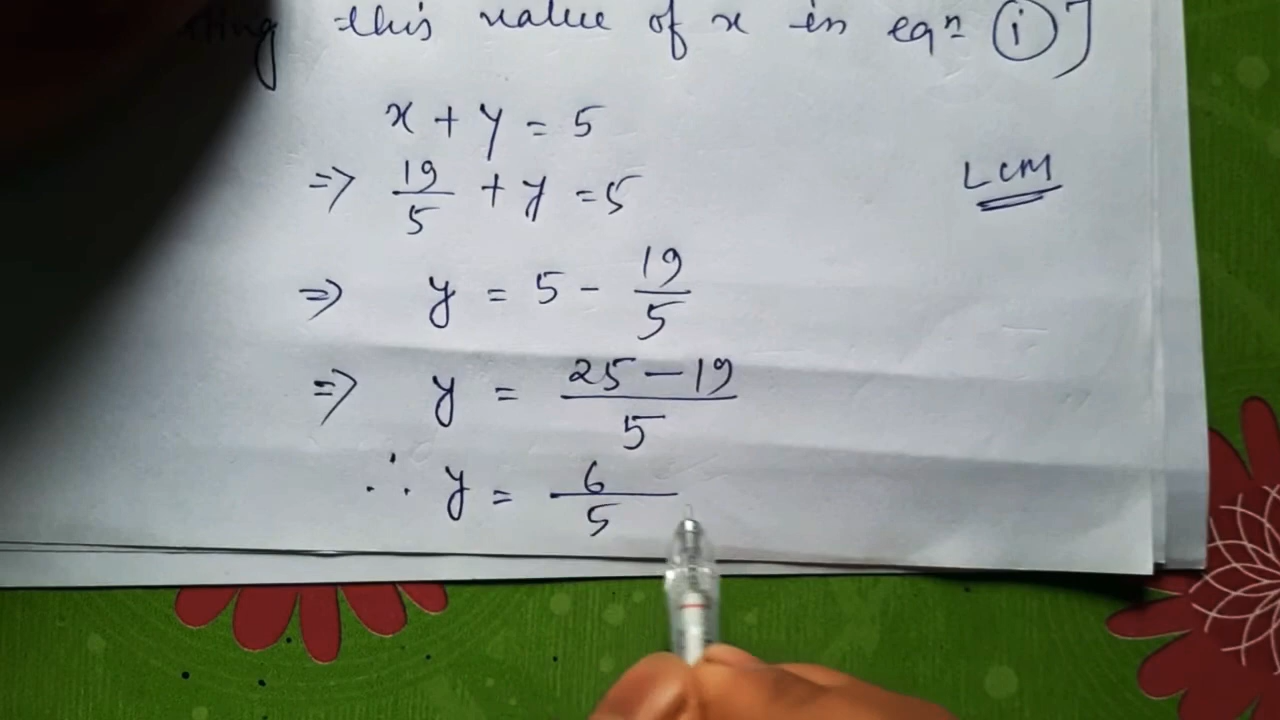 this value of x in eqn (i)]
x + y = 5
=> 19/5 + y = 5
LCM
=> y = 5 - 19/5
=> y = 25 - 19/5
∴ y = 6/5